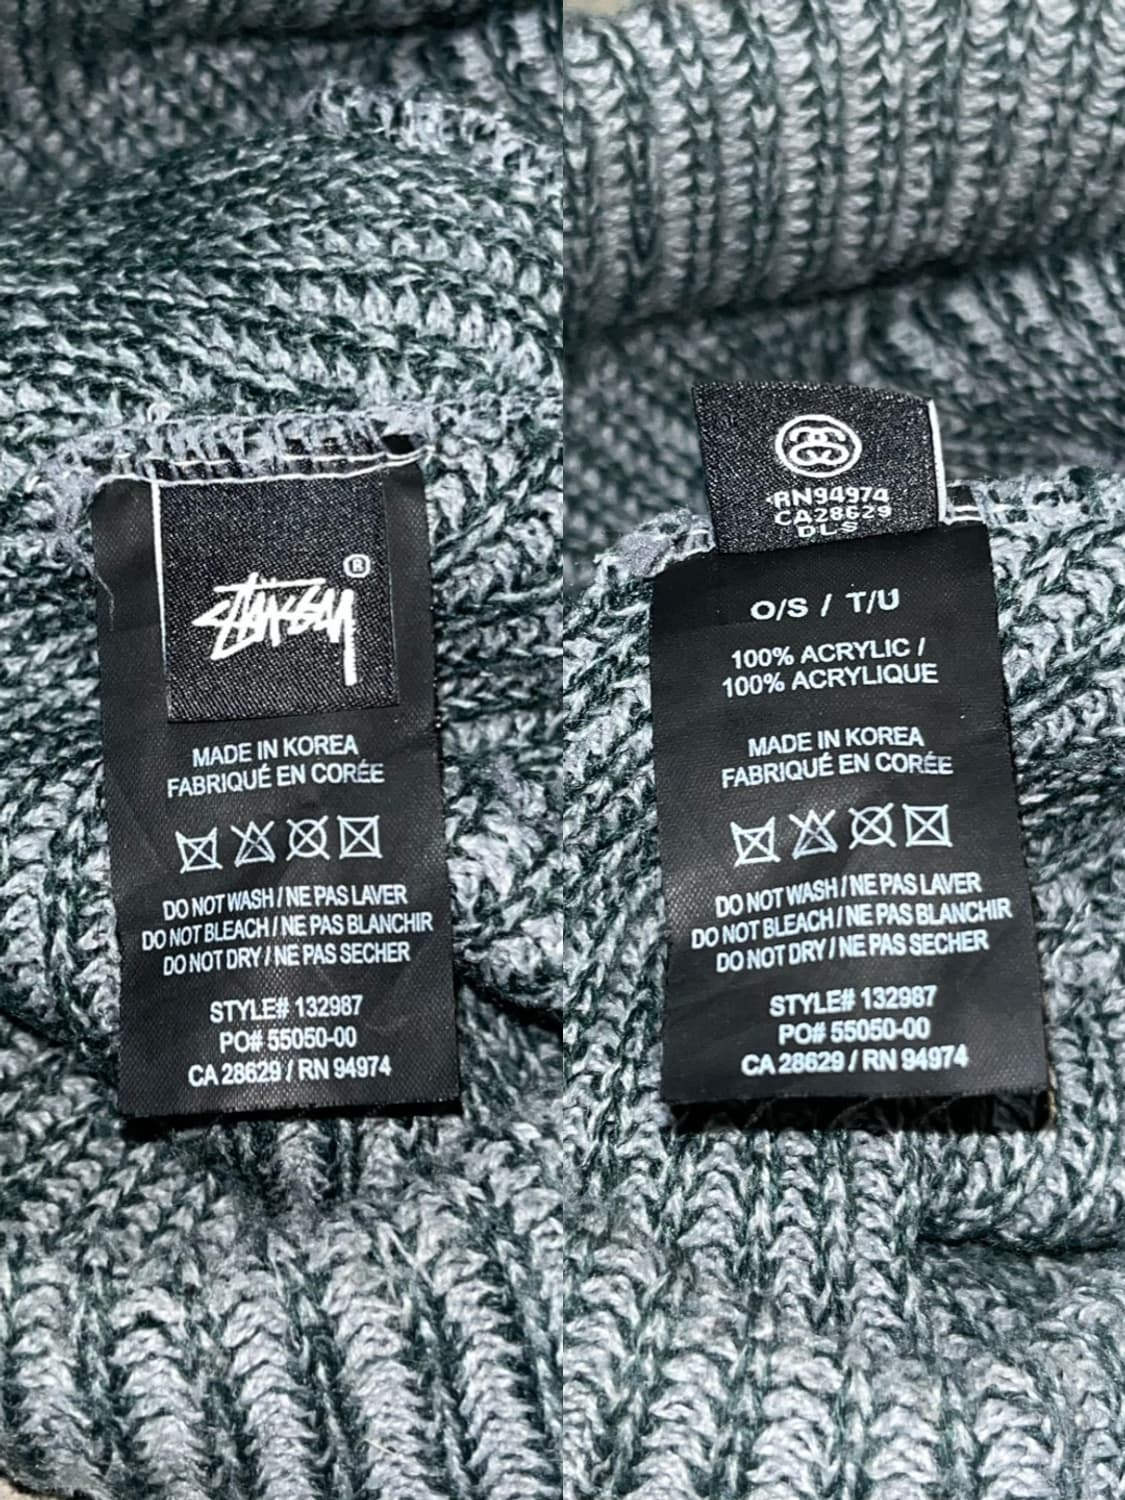 STÜSSY
®
MADE IN KOREA
FABRIQUÉ EN CORÉE
DO NOT WASH / NE PAS LAVER
DO NOT BLEACH / NE PAS BLANCHIR
DO NOT DRY / NE PAS SECHER
STYLE# 132987
PO# 55050-00
CA 28629 / RN 94974
RN94974
CA28629
DLS
O/S / T/U
100% ACRYLIC /
100% ACRYLIQUE
MADE IN KOREA
FABRIQUÉ EN CORÉE
DO NOT WASH / NE PAS LAVER
DO NOT BLEACH / NE PAS BLANCHIR
DO NOT DRY / NE PAS SECHER
STYLE# 132987
PO# 55050-00
CA 28629 / RN 94974